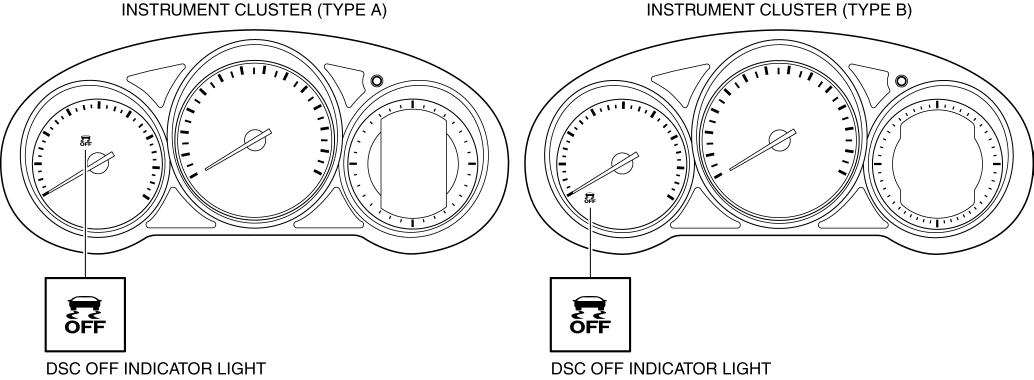 INSTRUMENT CLUSTER (TYPE A)
INSTRUMENT CLUSTER (TYPE B)
OFF
OFF
OFF
OFF
DSC OFF INDICATOR LIGHT
DSC OFF INDICATOR LIGHT